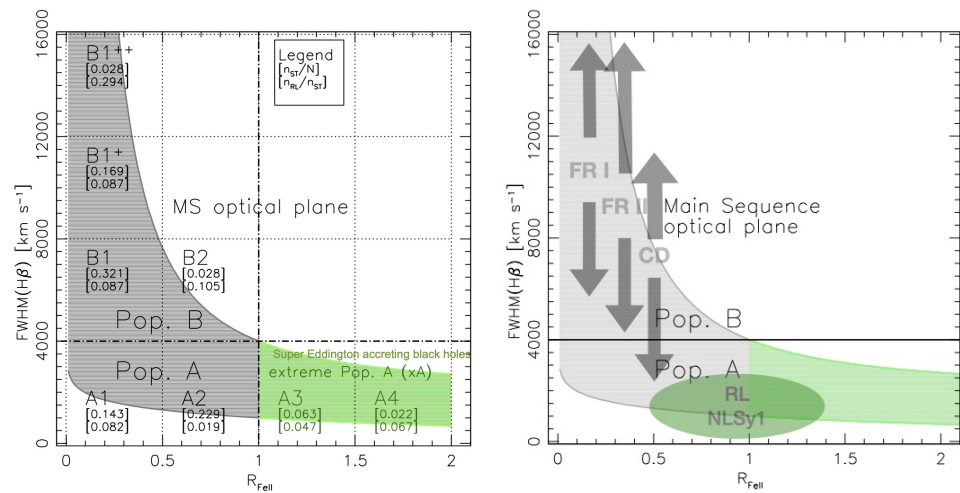 16000
12000
8000
4000
0
FWHM(Hβ) [km s⁻¹]
B1++
[0.028]
[0.294]
Legend
[n_ST/N]
[n_RL/n_ST]
B1+
[0.169]
[0.087]
MS optical plane
B1
[0.321]
[0.087]
B2
[0.028]
[0.105]
Pop. B
Super Eddington accreting black holes
Pop. A
extreme Pop. A (xA)
A1
[0.143]
[0.082]
A2
[0.229]
[0.019]
A3
[0.063]
[0.047]
A4
[0.022]
[0.067]
0 0.5 1 1.5 2
R_FeII
16000
12000
8000
4000
0
FWHM(Hβ) [km s⁻¹]
FR I
FR II
Main Sequence
optical plane
CD
Pop. B
Pop. A
RL
NLSy1
0 0.5 1 1.5 2
R_FeII